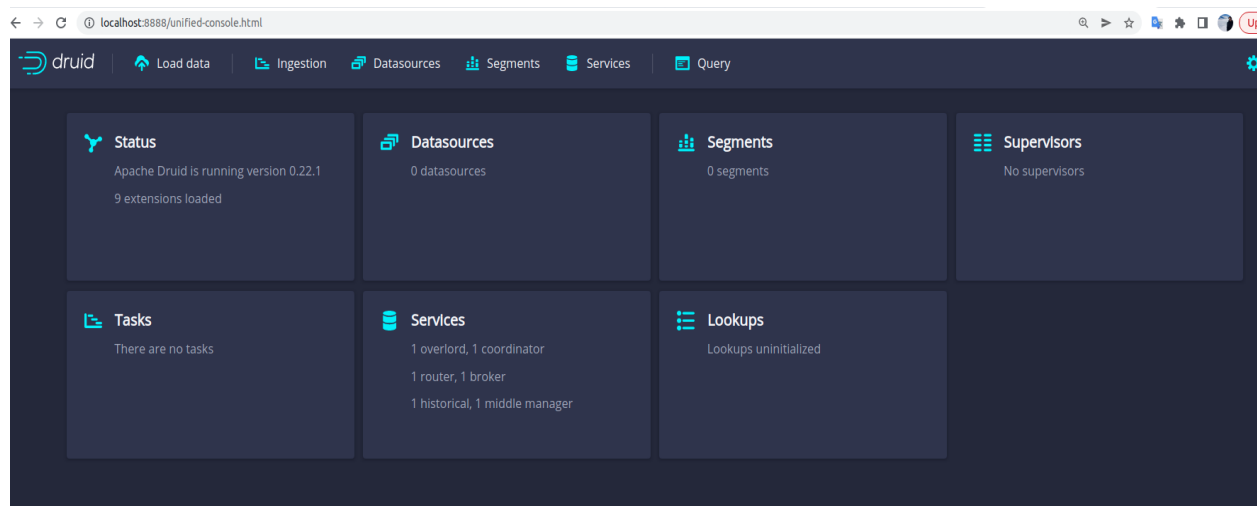 localhost:8888/unified-console.html
druid Load data Ingestion Datasources Segments Services Query
Status
Apache Druid is running version 0.22.1
9 extensions loaded
Datasources
0 datasources
Segments
0 segments
Supervisors
No supervisors
Tasks
There are no tasks
Services
1 overlord, 1 coordinator
1 router, 1 broker
1 historical, 1 middle manager
Lookups
Lookups uninitialized